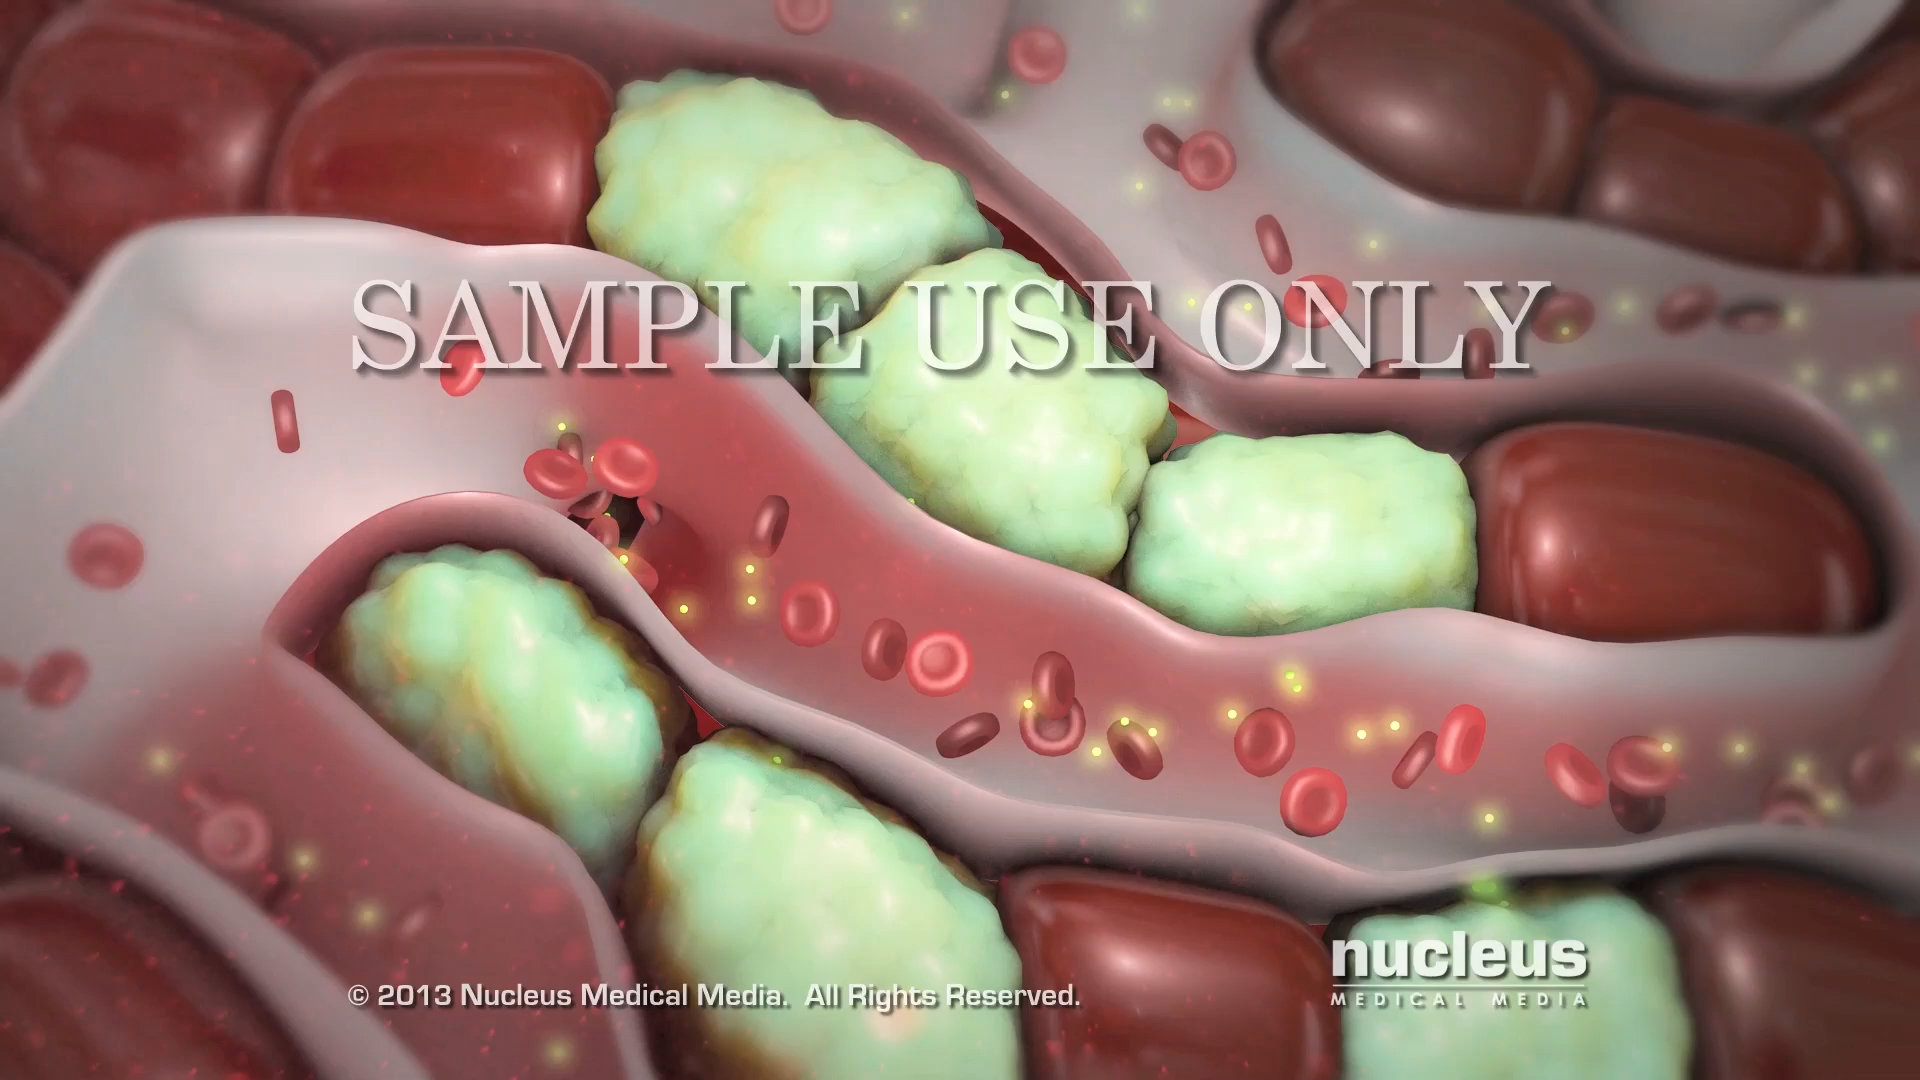 SAMPLE USE ONLY
nucleus
MEDICAL MEDIA
© 2013 Nucleus Medical Media. All Rights Reserved.